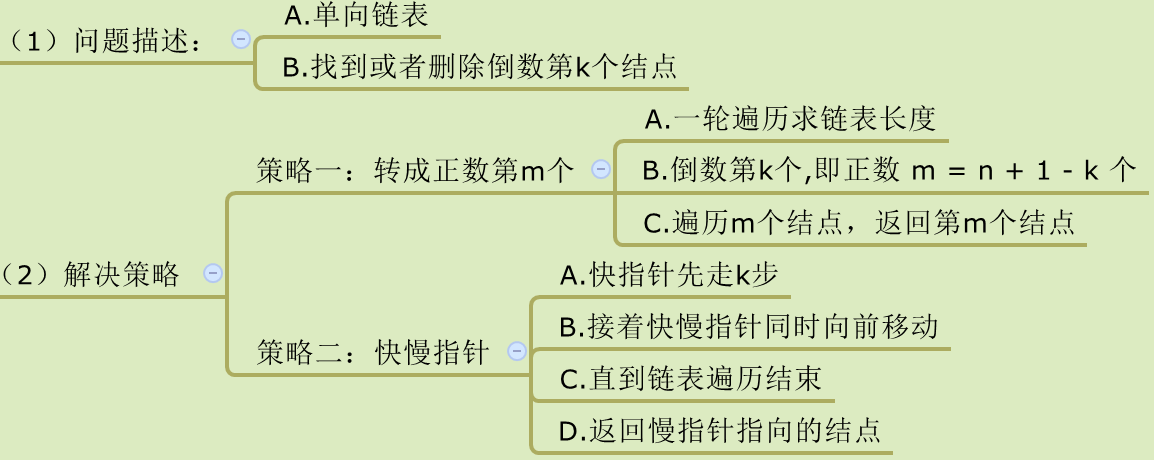 （1）问题描述：
A.单向链表
B.找到或者删除倒数第k个结点
（2）解决策略
策略一：转成正数第m个
A.一轮遍历求链表长度
B.倒数第k个,即正数 m = n + 1 - k 个
C.遍历m个结点，返回第m个结点
策略二：快慢指针
A.快指针先走k步
B.接着快慢指针同时向前移动
C.直到链表遍历结束
D.返回慢指针指向的结点